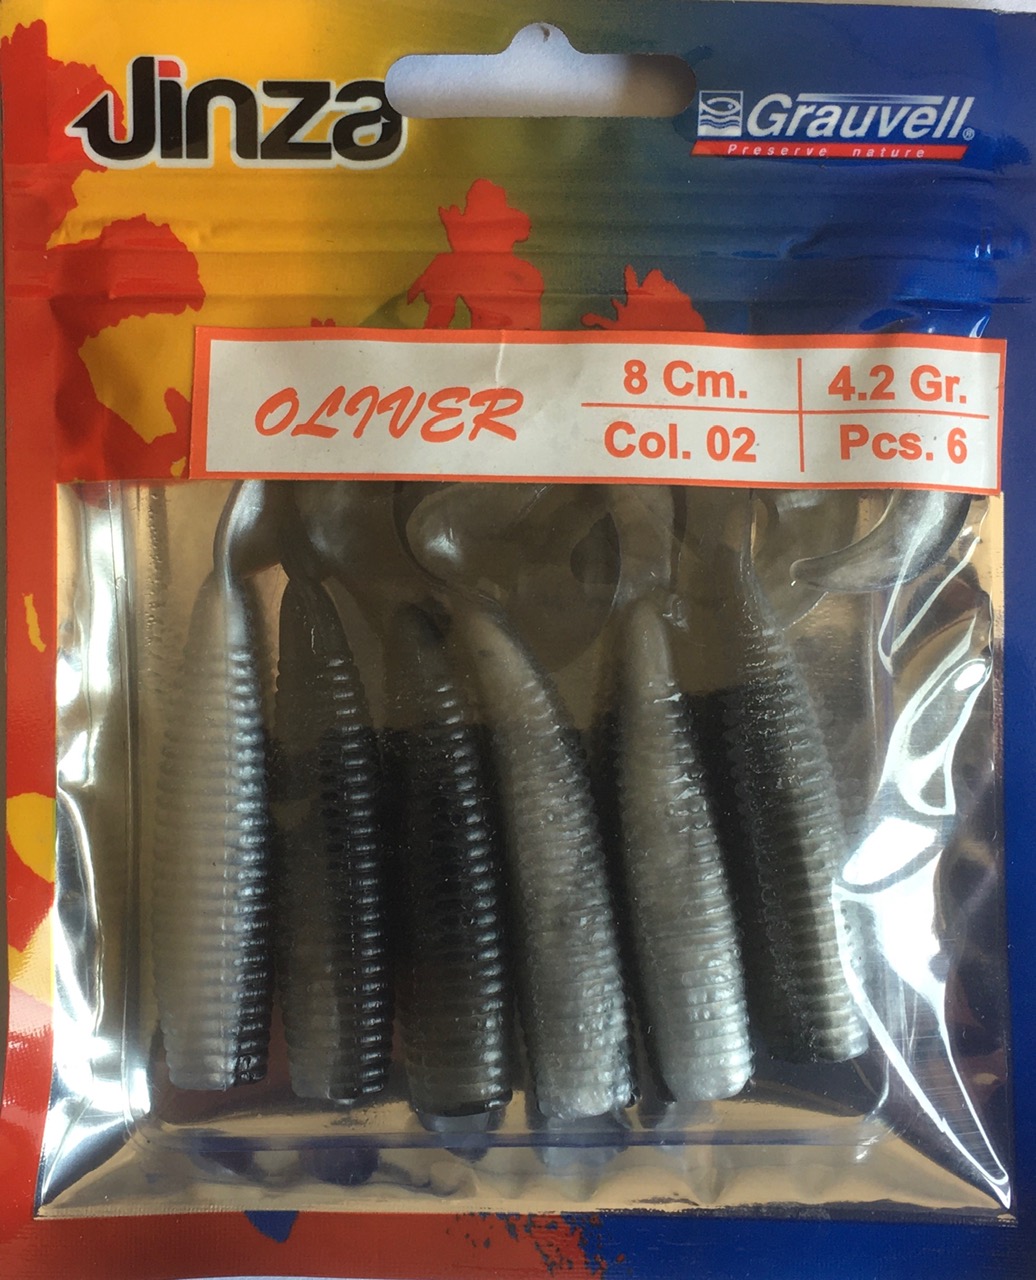 Jinza
Grauvell®
Preserve nature
OLIVER
8 Cm.
4.2 Gr.
Col. 02
Pcs. 6